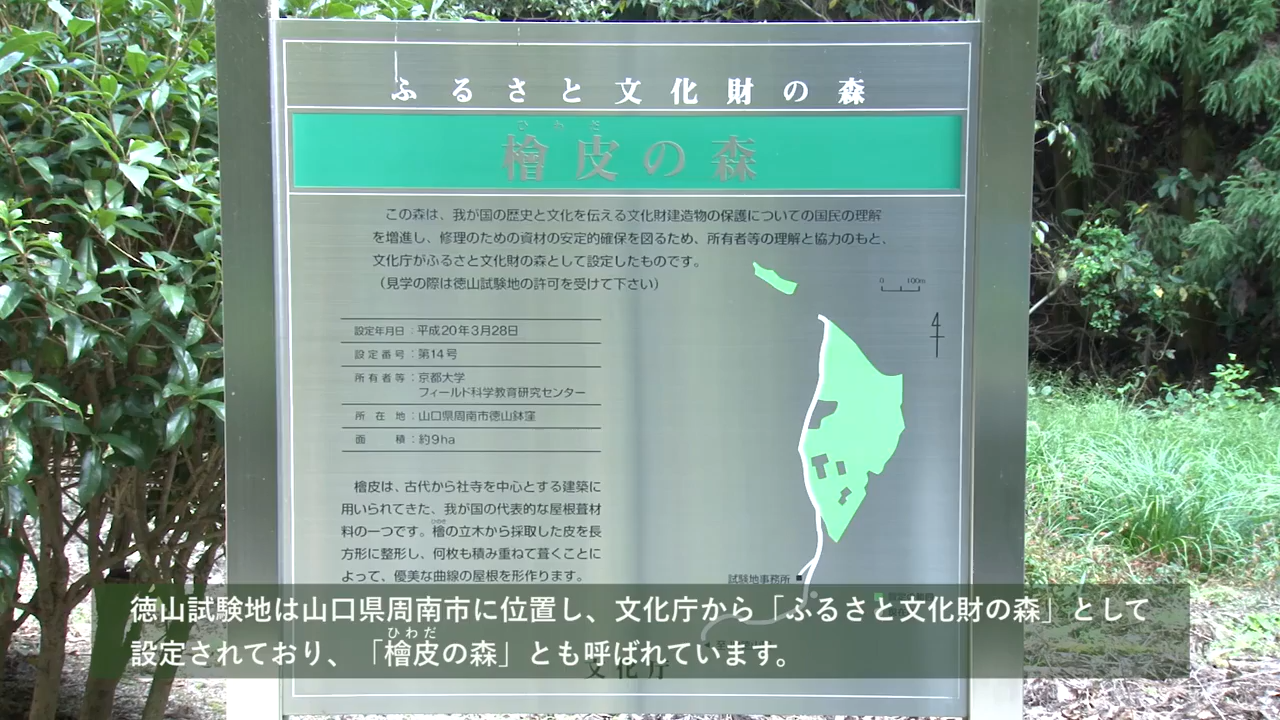 ふるさと文化財の森
ひわだ
檜皮の森
この森は、我が国の歴史と文化を伝える文化財建造物の保護についての国民の理解
を増進し、修理のための資材の安定的確保を図るため、所有者等の理解と協力のもと、
文化庁がふるさと文化財の森として設定したものです。
（見学の際は徳山試験地の許可を受けて下さい）
0 100m
設定年月日：平成20年3月28日
設定番号：第14号
所有者等：京都大学
フィールド科学教育研究センター
所在地：山口県周南市徳山鉢窪
面積：約9ha
檜皮は、古代から社寺を中心とする建築に
用いられてきた、我が国の代表的な屋根葺材
ひのき
料の一つです。檜の立木から採取した皮を長
方形に整形し、何枚も積み重ねて葺くことに
よって、優美な曲線の屋根を形作ります。
試験地事務所
文化庁
徳山試験地は山口県周南市に位置し、文化庁から「ふるさと文化財の森」として
ひわだ
設定されており、「檜皮の森」とも呼ばれています。